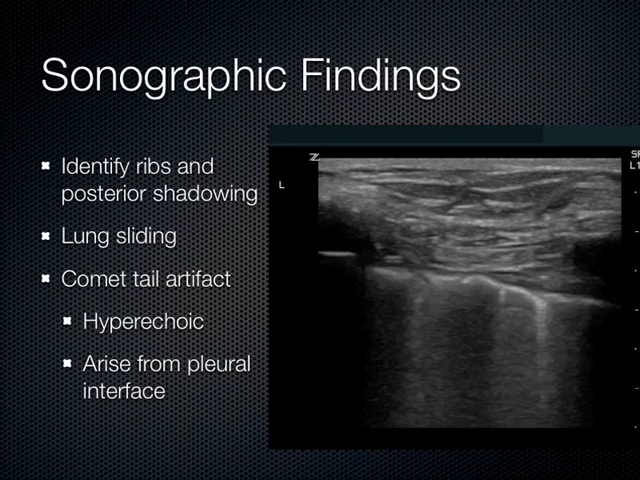 Sonographic Findings
Identify ribs and
posterior shadowing
Lung sliding
Comet tail artifact
Hyperechoic
Arise from pleural
interface
Z
L